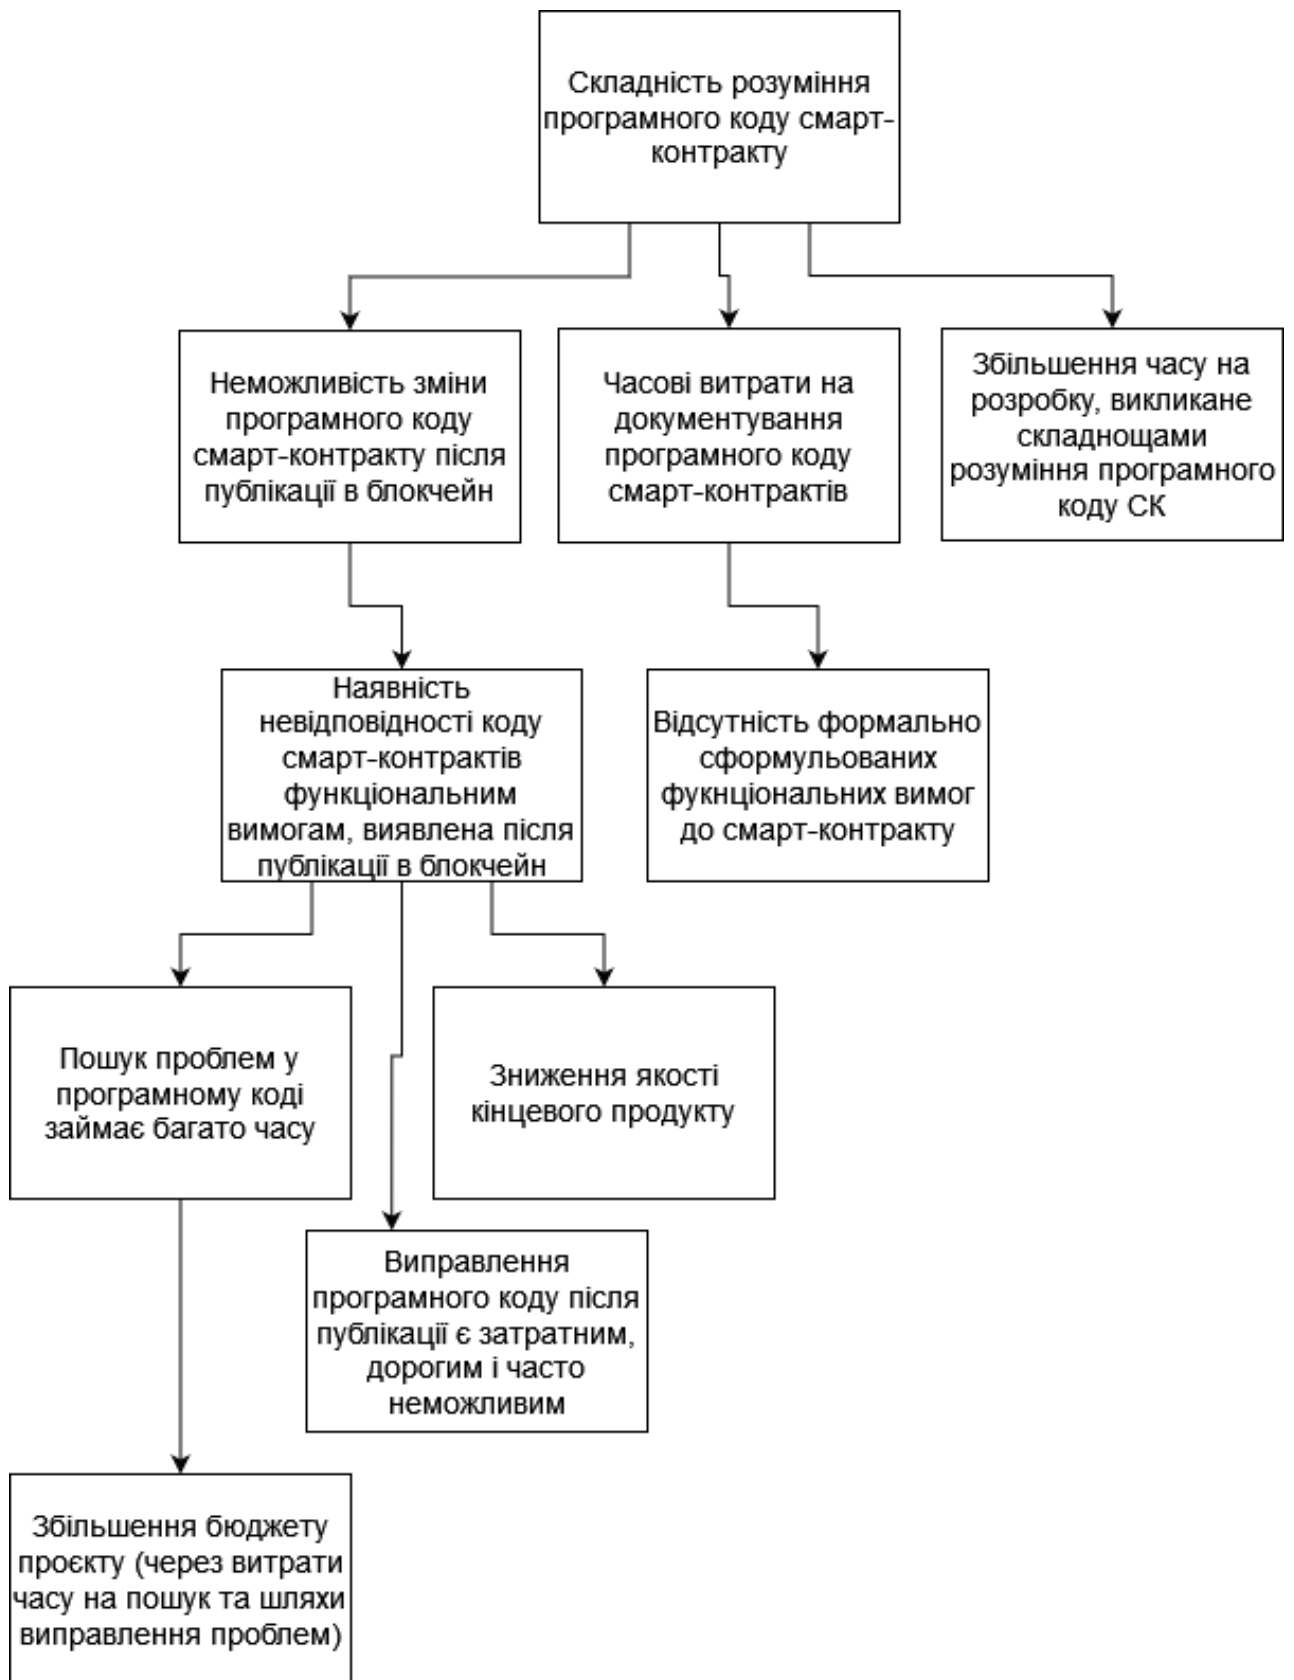 Складність розуміння
програмного коду смарт-
контракту
Неможливість зміни
програмного коду
смарт-контракту після
публікації в блокчейн
Часові витрати на
документування
програмного коду
смарт-контрактів
Збільшення часу на
розробку, викликане
складнощами
розуміння програмного
коду СК
Наявність
невідповідності коду
смарт-контрактів
функціональним
вимогам, виявлена після
публікації в блокчейн
Відсутність формально
сформульованих
фукнціональних вимог
до смарт-контракту
Пошук проблем у
програмному коді
займає багато часу
Зниження якості
кінцевого продукту
Виправлення
програмного коду після
публікації є затратним,
дорогим і часто
неможливим
Збільшення бюджету
проєкту (через витрати
часу на пошук та шляхи
виправлення проблем)